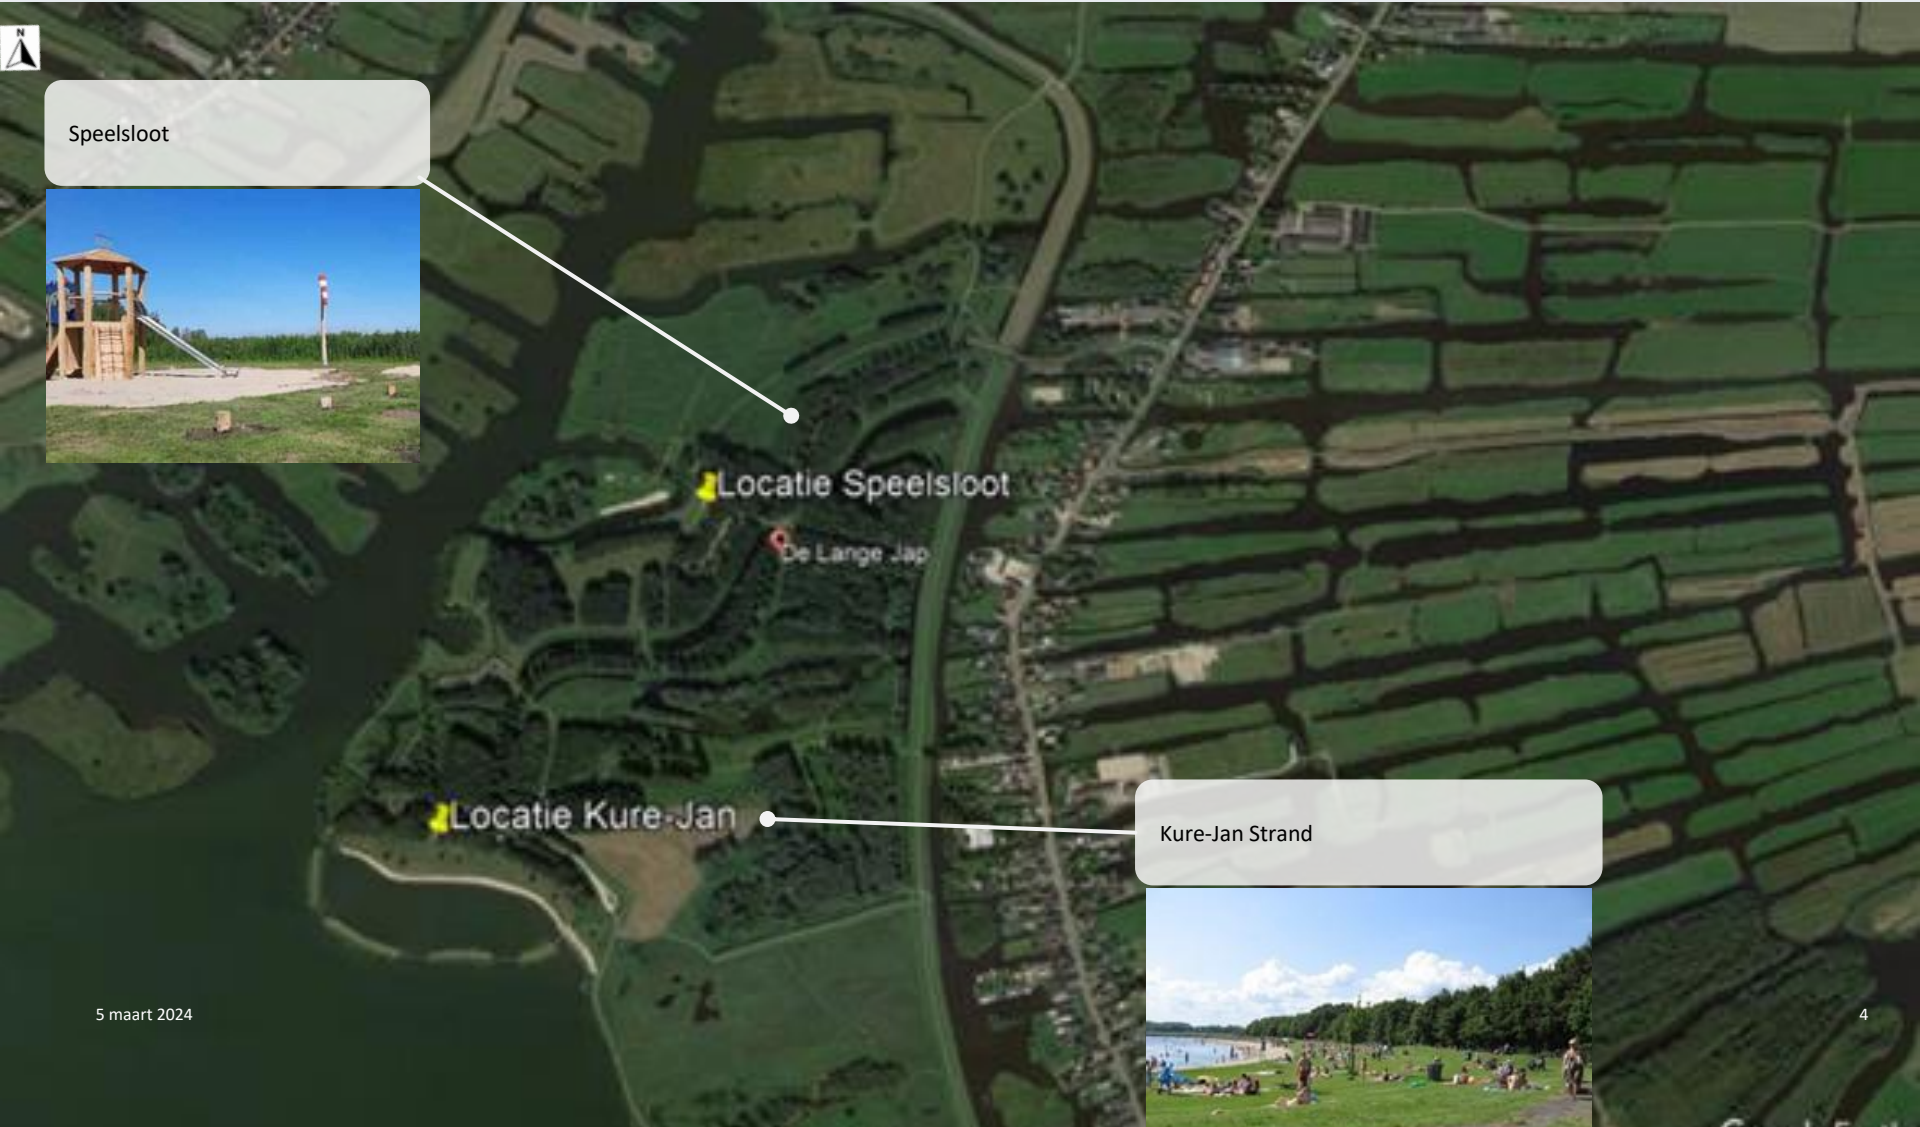 N
Speelsloot
Locatie Speelsloot
De Lange Jap
Locatie Kure-Jan
Kure-Jan Strand
5 maart 2024
4